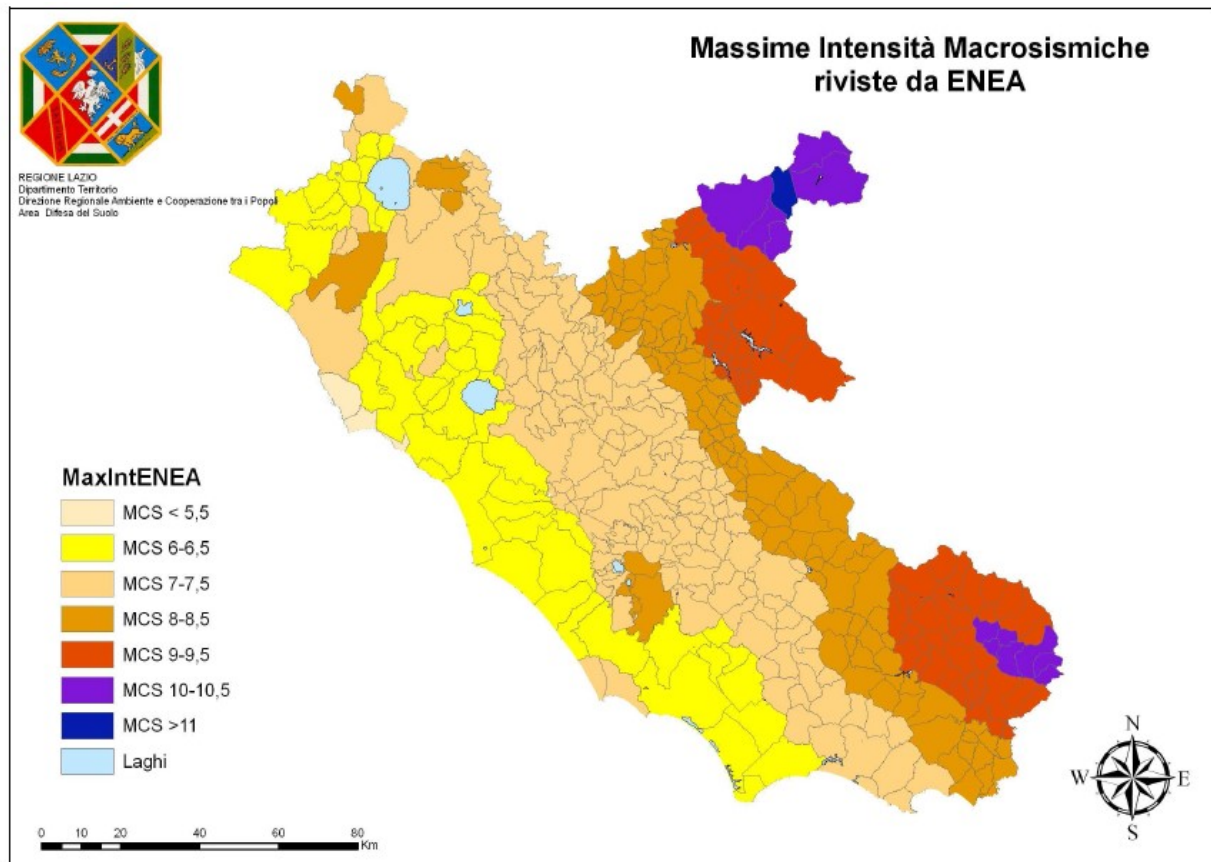 Massime Intensità Macrosismiche
riviste da ENEA
REGIONE LAZIO
Dipartimento Territorio
Direzione Regionale Ambiente e Cooperazione tra i Popoli
Area Difesa del Suolo
MaxIntENEA
MCS < 5,5
MCS 6-6,5
MCS 7-7,5
MCS 8-8,5
MCS 9-9,5
MCS 10-10,5
MCS >11
Laghi
N
W E
S
0 10 20 40 60 80
Km